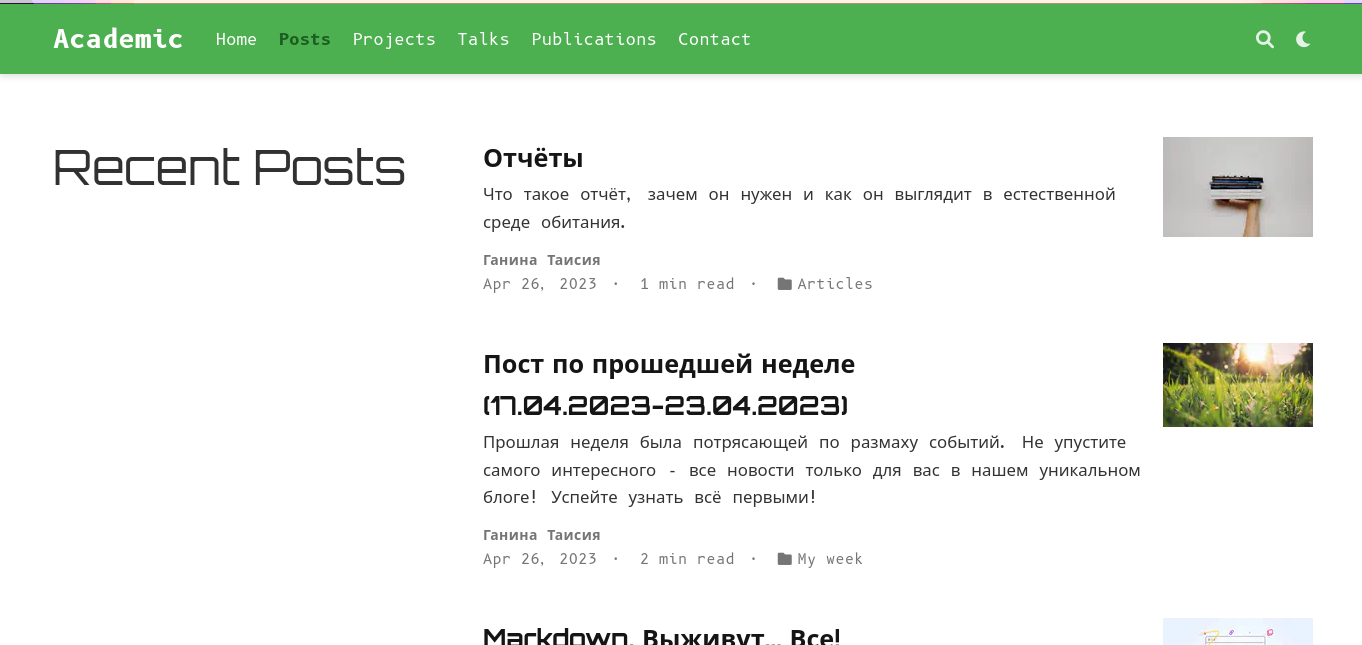 Academic Home Posts Projects Talks Publications Contact
Recent Posts
Отчёты
Что такое отчёт, зачем он нужен и как он выглядит в естественной
среде обитания.
Ганина Таисия
Apr 26, 2023 · 1 min read · Articles
Пост по прошедшей неделе
(17.04.2023-23.04.2023)
Прошлая неделя была потрясающей по размаху событий. Не упустите
самого интересного - все новости только для вас в нашем уникальном
блоге! Успейте узнать всё первыми!
Ганина Таисия
Apr 26, 2023 · 2 min read · My week
Markdown. Выживут... Все!